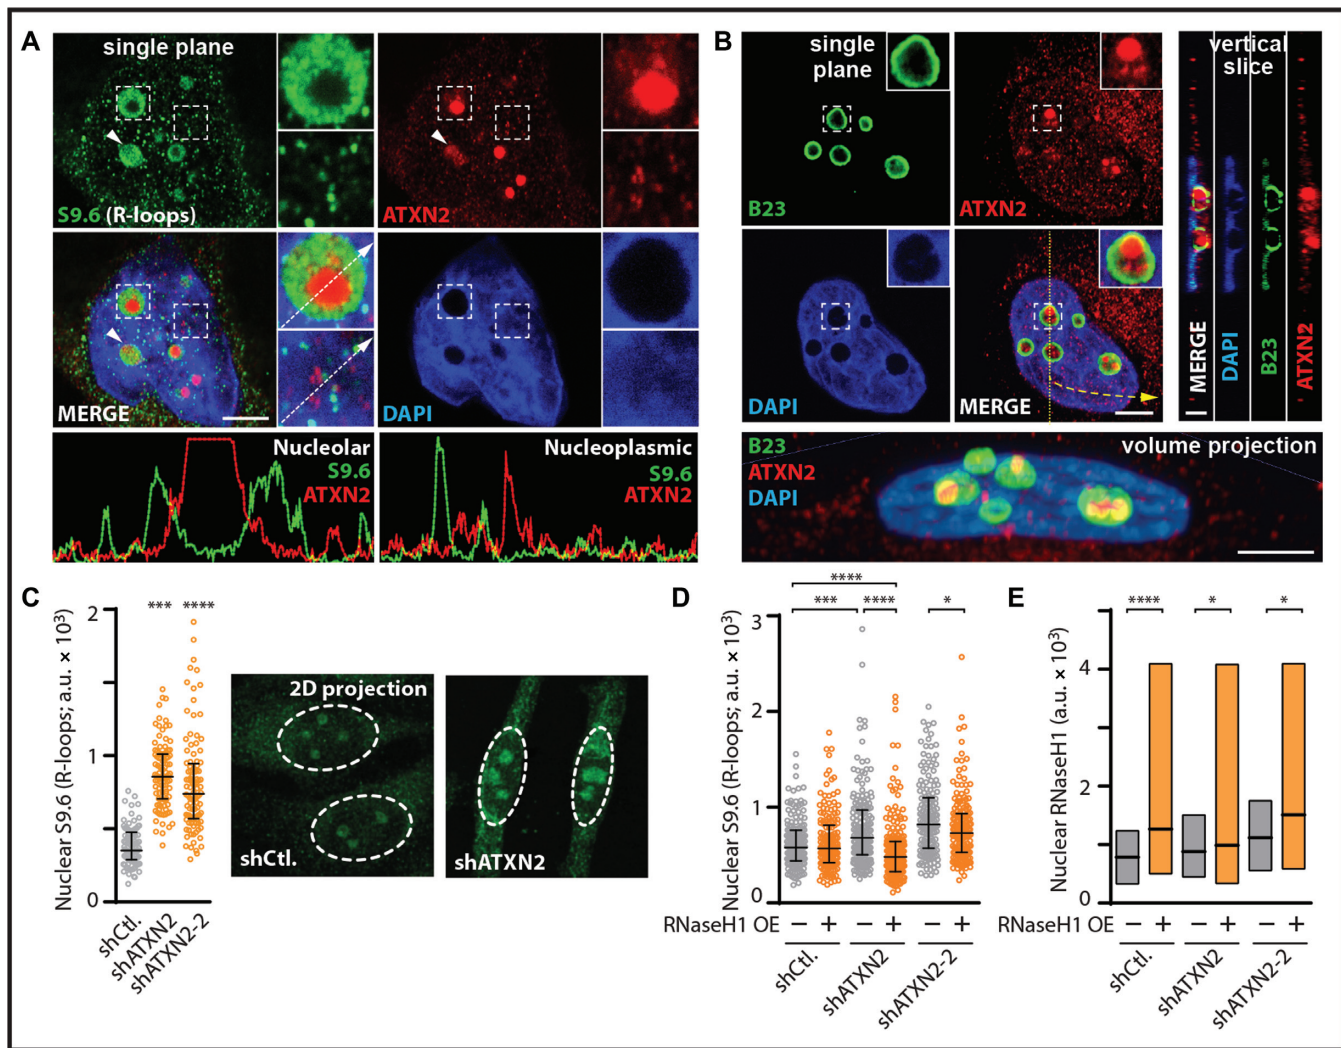 A
single plane
S9.6 (R-loops)
ATXN2
MERGE
DAPI
Nucleolar
S9.6
ATXN2
Nucleoplasmic
S9.6
ATXN2
B
single
plane
B23
ATXN2
DAPI
MERGE
vertical
slice
MERGE
DAPI
B23
ATXN2
B23
ATXN2
DAPI
volume projection
C
Nuclear S9.6 (R-loops; a.u. × 10³)
2
1
0
***
****
shCtl.
shATXN2
shATXN2-2
2D projection
shCtl.
shATXN2
D
Nuclear S9.6 (R-loops; a.u. × 10³)
3
2
1
0
****
***
****
*
RNaseH1 OE − + − + − +
shCtl.
shATXN2
shATXN2-2
E
Nuclear RNaseH1 (a.u. × 10³)
4
2
0
****
*
*
RNaseH1 OE − + − + − +
shCtl.
shATXN2
shATXN2-2